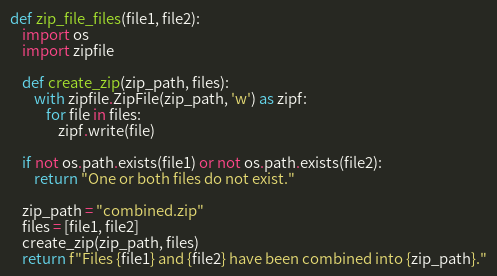 def zip_file_files(file1, file2):
    import os
    import zipfile

    def create_zip(zip_path, files):
        with zipfile.ZipFile(zip_path, 'w') as zipf:
            for file in files:
                zipf.write(file)

    if not os.path.exists(file1) or not os.path.exists(file2):
        return "One or both files do not exist."

    zip_path = "combined.zip"
    files = [file1, file2]
    create_zip(zip_path, files)
    return f"Files {file1} and {file2} have been combined into {zip_path}."